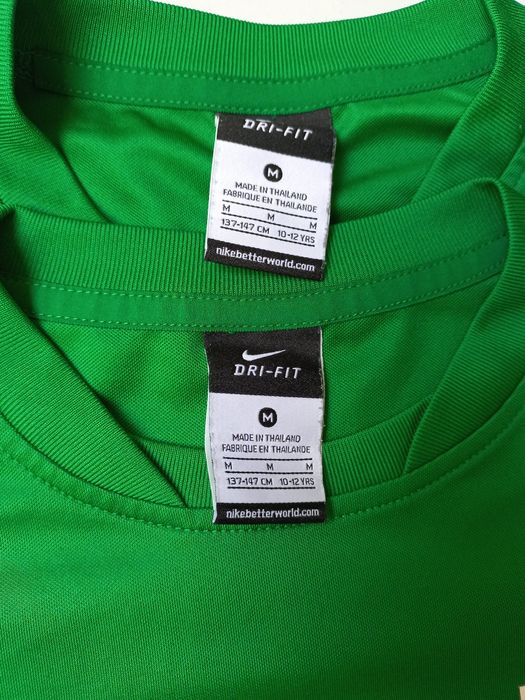 DRI-FIT
M
MADE IN THAILAND
FABRIQUE EN THAILANDE
M M M
137-147 CM 10-12 YRS
nikebetterworld.com
DRI-FIT
M
MADE IN THAILAND
FABRIQUE EN THAILANDE
M M M
137-147 CM 10-12 YRS
nikebetterworld.com